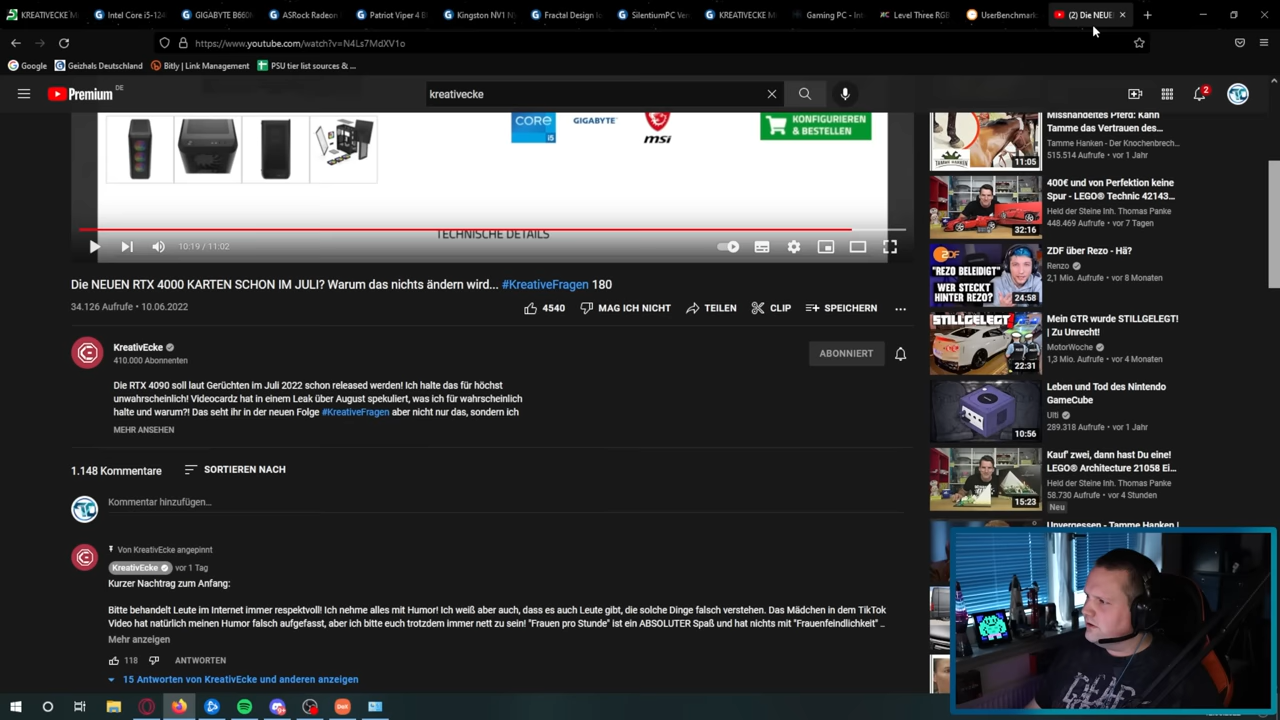 KREATIVECKE M
Intel Core i5-124
GIGABYTE B660M
ASRock Radeon
Patriot Viper 4 B
Kingston NV1 N
Fractal Design
SilentiumPC Ver
KREATIVECKE M
Gaming PC - Int
Level Three RGB
UserBenchmark
(2) Die NEUE
https://www.youtube.com/watch?v=N4Ls7MdXV1o
Google
Geizhals Deutschland
Bitly | Link Management
PSU tier list sources & ...
Premium DE
kreativecke
2
CORE i5
GIGABYTE
msi
KONFIGURIEREN
& BESTELLEN
TECHNISCHE DETAILS
10:19 / 11:02
Die NEUEN RTX 4000 KARTEN SCHON IM JULI? Warum das nichts ändern wird... #KreativeFragen 180
34.126 Aufrufe • 10.06.2022
4540
MAG ICH NICHT
TEILEN
CLIP
SPEICHERN
KreativEcke
410.000 Abonnenten
ABONNIERT
Die RTX 4090 soll laut Gerüchten im Juli 2022 schon released werden! Ich halte das für höchst
unwahrscheinlich! Videocardz hat in einem Leak über August spekuliert, was ich für wahrscheinlich
halte und warum?! Das seht ihr in der neuen Folge #KreativeFragen aber nicht nur das, sondern ich
MEHR ANSEHEN
1.148 Kommentare
SORTIEREN NACH
Kommentar hinzufügen...
Von KreativEcke angepinnt
KreativEcke vor 1 Tag
Kurzer Nachtrag zum Anfang:
Bitte behandelt Leute im Internet immer respektvoll! Ich nehme alles mit Humor! Ich weiß aber auch, dass es auch Leute gibt, die solche Dinge falsch verstehen. Das Mädchen in dem TikTok
Video hat natürlich meinen Humor falsch aufgefasst, aber ich bitte euch trotzdem immer nett zu sein! "Frauen pro Stunde" ist ein ABSOLUTER Spaß und hat nichts mit "Frauenfeindlichkeit" ...
Mehr anzeigen
118
ANTWORTEN
15 Antworten von KreativEcke und anderen anzeigen
Misshandeltes Pferd: Kann
Tamme das Vertrauen des...
Tamme Hanken - Der Knochenbrech...
515.514 Aufrufe • vor 1 Jahr
TAMME HANKEN
11:05
400€ und von Perfektion keine
Spur - LEGO® Technic 42143...
Held der Steine Inh. Thomas Panke
448.469 Aufrufe • vor 7 Tagen
32:16
ZDF über Rezo - Hä?
Renzo
2,1 Mio. Aufrufe • vor 8 Monaten
ZDF
"REZO BELEIDIGT"
WER STECKT
HINTER REZO?
24:58
Mein GTR wurde STILLGELEGT!
| Zu Unrecht!
MotorWoche
1,3 Mio. Aufrufe • vor 4 Monaten
STILLGELEGT!
22:31
Leben und Tod des Nintendo
GameCube
Ulti
289.318 Aufrufe • vor 1 Jahr
10:56
Kauf' zwei, dann hast Du eine!
LEGO® Architecture 21058 Ei...
Held der Steine Inh. Thomas Panke
58.730 Aufrufe • vor 4 Stunden
Neu
15:23
Unvergessen - Tamme Hanken |